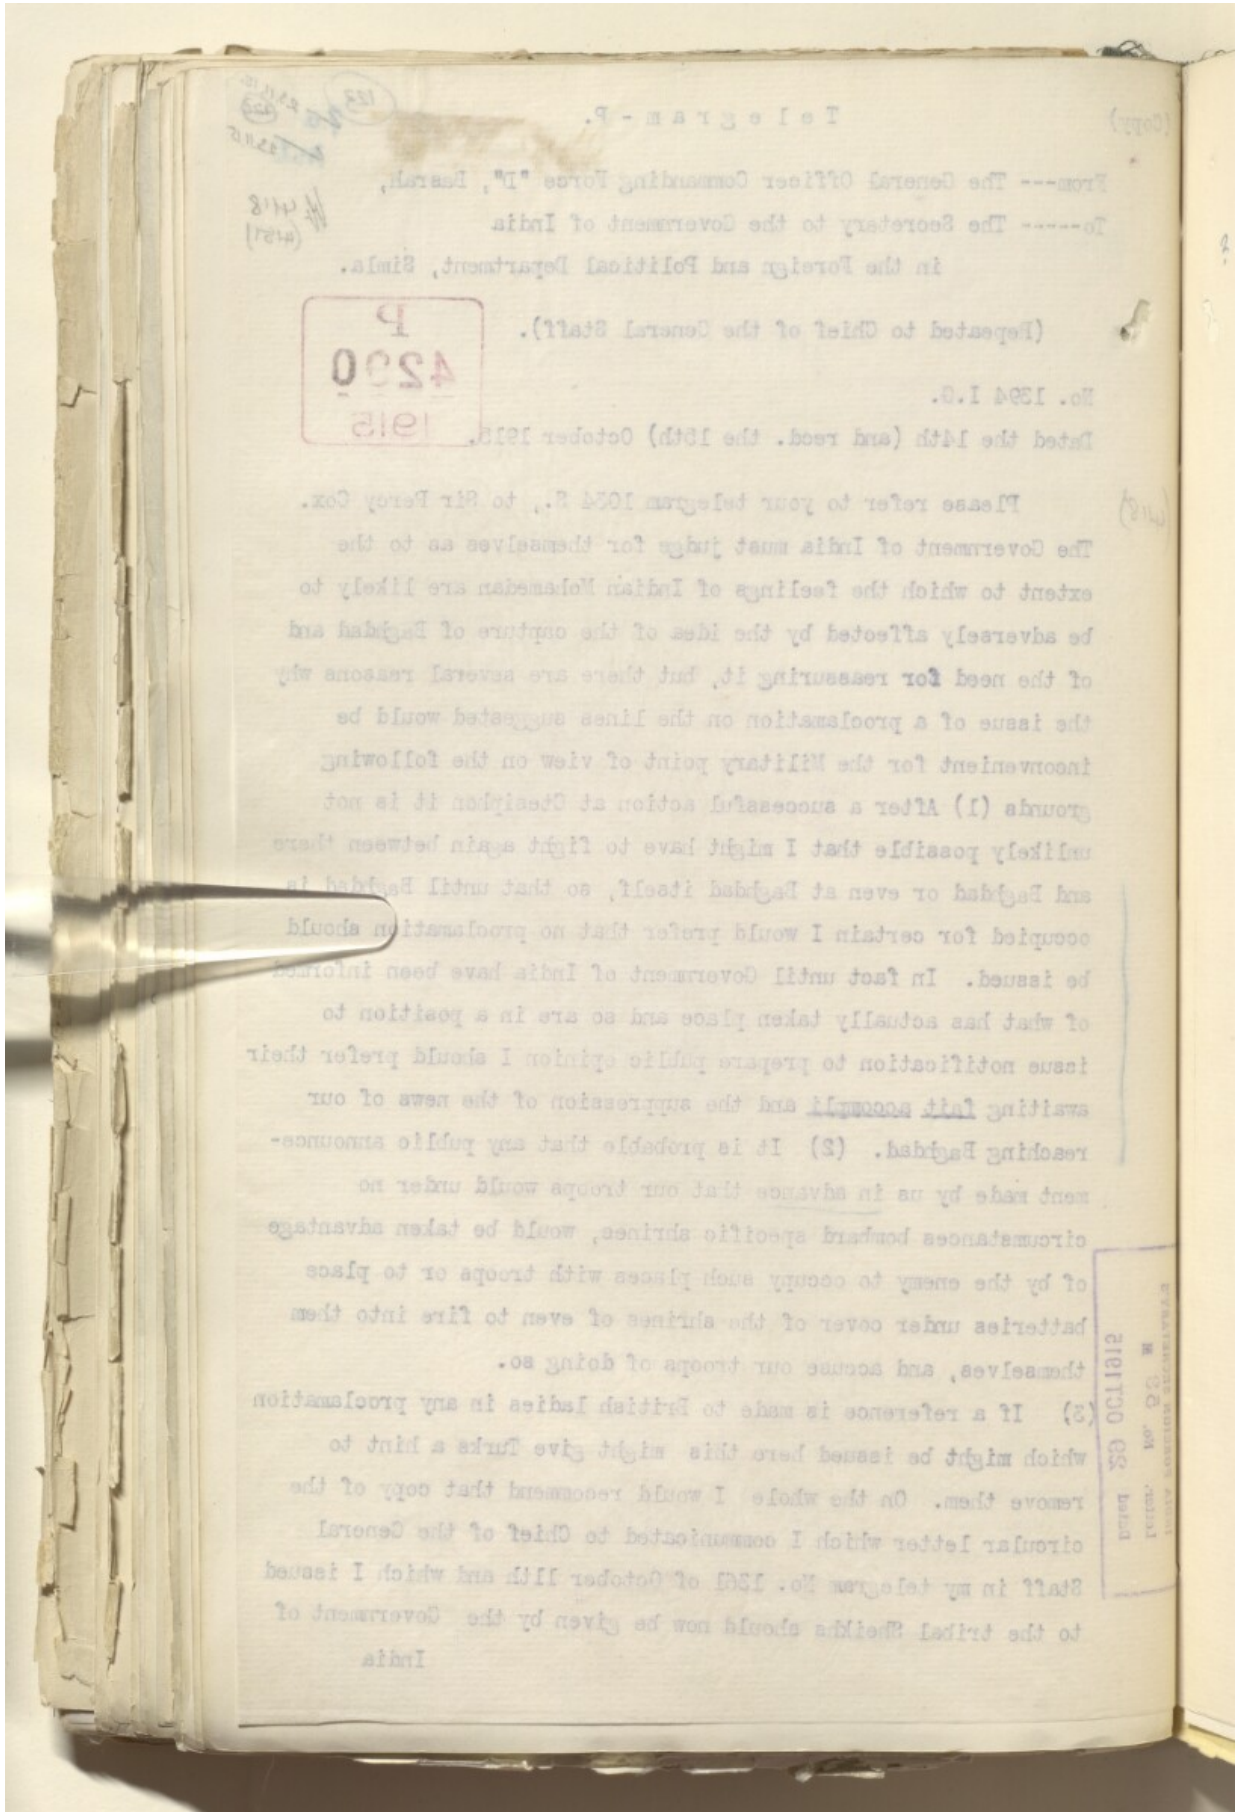 (Copy)
Telegram - P.
From--- The General Officer Commanding Force "D", Basrah,
To----- The Secretary to the Government of India
in the Foreign and Political Department, Simla.
(Repeated to Chief of the General Staff).
P
4290
1915
No. 1394 I.G.
Dated the 14th (and recd. the 15th) October 1915.
Please refer to your telegram 1034 S., to Sir Percy Cox.
The Government of India must judge for themselves as to the
extent to which the feelings of Indian Mohamedan are likely to
be adversely affected by the idea of the capture of Baghdad and
of the need for reassuring it, but there are several reasons why
the issue of a proclamation on the lines suggested would be
inconvenient for the Military point of view on the following
grounds (1) After a successful action at Ctesiphon it is not
unlikely possible that I might have to fight again between there
and Baghdad or even at Baghdad itself, so that until Baghdad is
occupied for certain I would prefer that no proclamation should
be issued. In fact until Government of India have been informed
of what has actually taken place and so are in a position to
issue notification to prepare public opinion I should prefer their
awaiting fait accompli and the suppression of the news of our
reaching Baghdad. (2) It is probable that any public announce-
ment made by us in advance that our troops would under no
circumstances bombard specific shrines, would be taken advantage
of by the enemy to occupy such places with troops or to place
batteries under cover of the shrines of even to fire into them
themselves, and accuse our troops of doing so.
(3) If a reference is made to British ladies in any proclamation
which might be issued here this might give Turks a hint to
remove them. On the whole I would recommend that copy of the
circular letter which I communicated to Chief of the General
Staff in my telegram No. 1361 of October 11th and which I issued
to the tribal Sheikhs should now be given by the Government of
India
INDIA FOREIGN SECRETARY'S
Letter, No. 59 M
Dated 29 OCT 1915